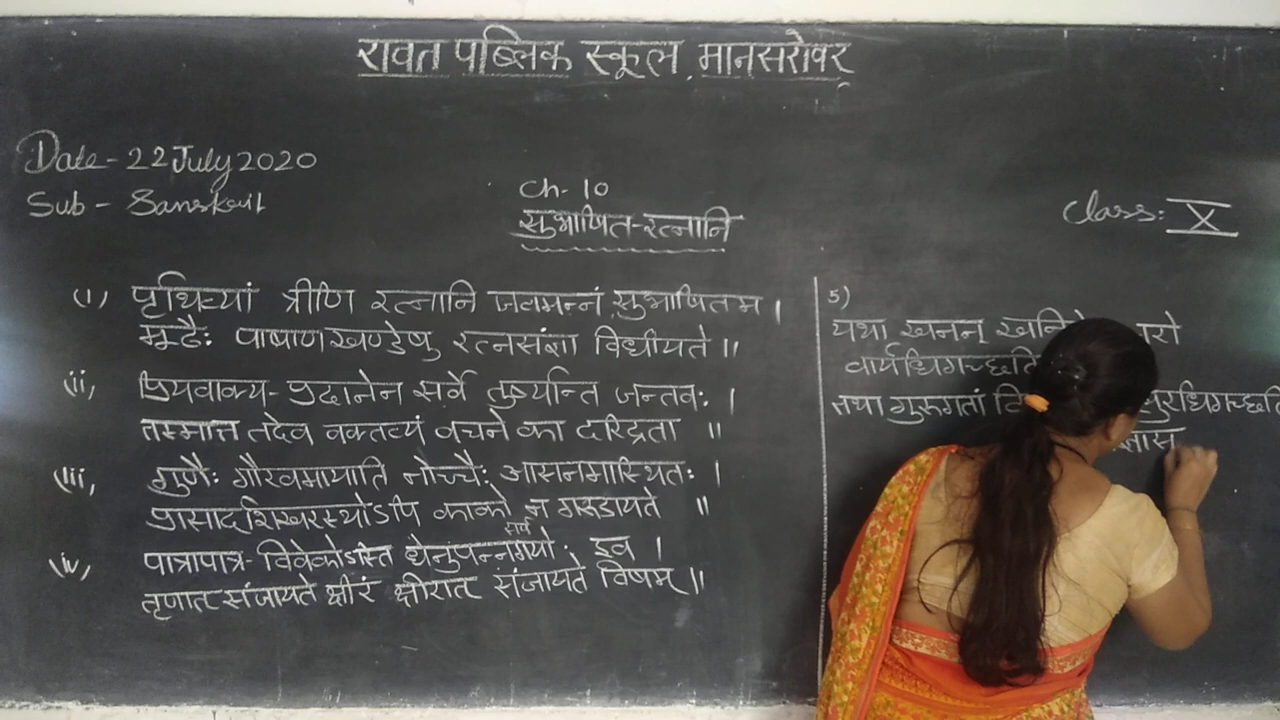 रावत पब्लिक स्कूल, मानसरोवर
Date - 22 July 2020
Sub - Sanskrit
Ch- 10
सुभाषित-रत्नानि
Class: X
(i) पृथिव्यां त्रीणि रत्नानि जलमन्नं सुभाषितम ।
मूढैः पाषाणखण्डेषु रत्नसंज्ञा विधीयते ॥
(ii, प्रियवाक्य-प्रदानेन सर्वे तुष्यन्ति जन्तवः ।
तस्मात्त तदेव वक्तव्यं वचने का दरिद्रता ॥
(iii, गुणैः गौरवमायाति नोच्चैः आसनमास्थितः ।
प्रासादशिखरस्थोऽपि काको न गरूडायते ॥
(iv, पात्रापात्र-विवेकोऽस्ति धेनुपन्नगयोः इव ।
तृणात संजायते क्षीरं क्षीरात संजायते विषम् ॥
5)
यथा खनन् रो
वार्यधिगच्छति
तथा गुरुगतां